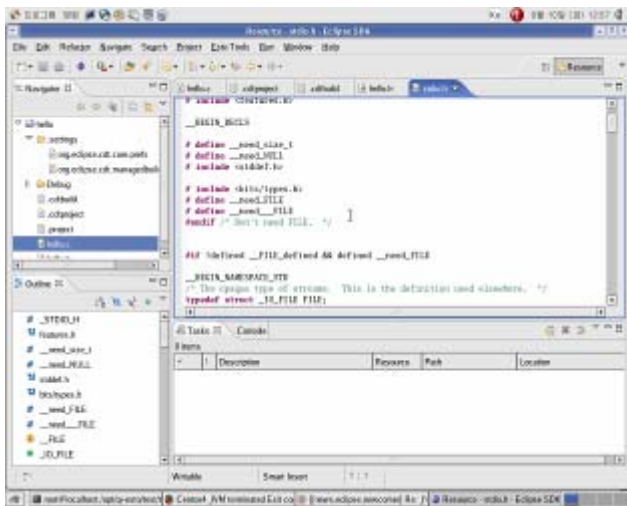 Resource - stdio.h - Eclipse SDK
File Edit Refactor Navigate Search Project Run Window Help
Resource
Navigator
hello.c .cdtproject .cdtbuild hello.c stdio.h
# include <features.h>
__BEGIN_DECLS
# define __need_size_t
# define __need_NULL
# include <stddef.h>
# include <bits/types.h>
# define __need_FILE
# define __need___FILE
#endif /* Don't need FILE. */
#if !defined __FILE_defined && defined __need_FILE
__BEGIN_NAMESPACE_STD
/* The opaque type of streams. This is the definition used elsewhere. */
typedef struct _IO_FILE FILE;
hello
.settings
org.eclipse.cdt.core.prefs
org.eclipse.cdt.managedbuild
Debug
.cdtbuild
.cdtproject
.project
hello.c
Outline
_STDIO_H
features.h
__need_size_t
__need_NULL
stddef.h
bits/types.h
__need_FILE
__need___FILE
__FILE
_IO_FILE
Tasks Console
0 items
! Description Resource Path Location
Writable Smart Insert 1 : 1
Resource - stdio.h - Eclipse SDK